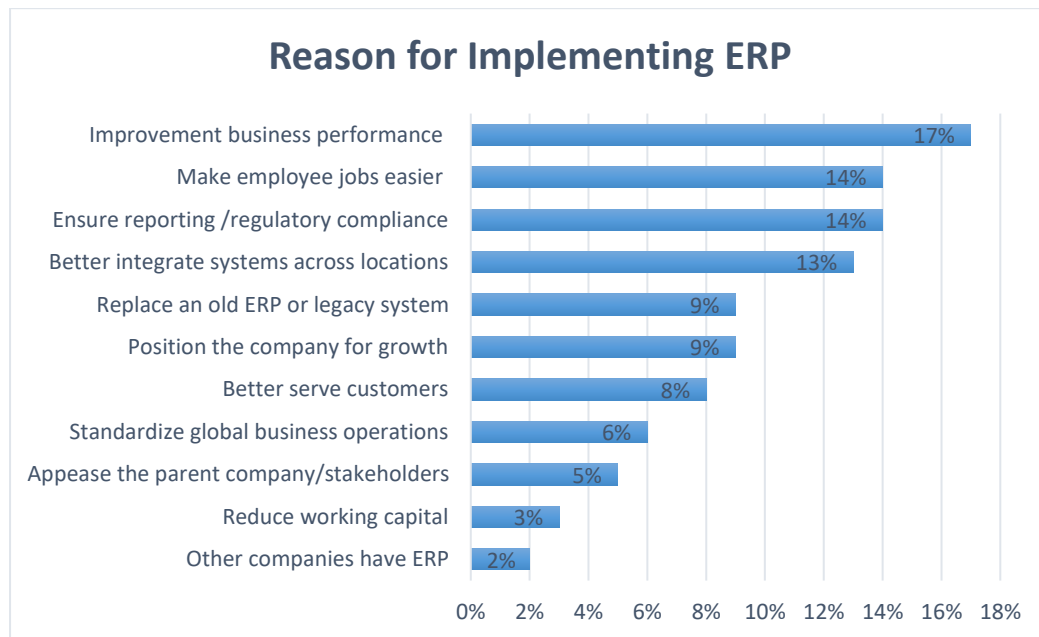 Reason for Implementing ERP
Improvement business performance 17%
Make employee jobs easier 14%
Ensure reporting /regulatory compliance 14%
Better integrate systems across locations 13%
Replace an old ERP or legacy system 9%
Position the company for growth 9%
Better serve customers 8%
Standardize global business operations 6%
Appease the parent company/stakeholders 5%
Reduce working capital 3%
Other companies have ERP 2%
0% 2% 4% 6% 8% 10% 12% 14% 16% 18%